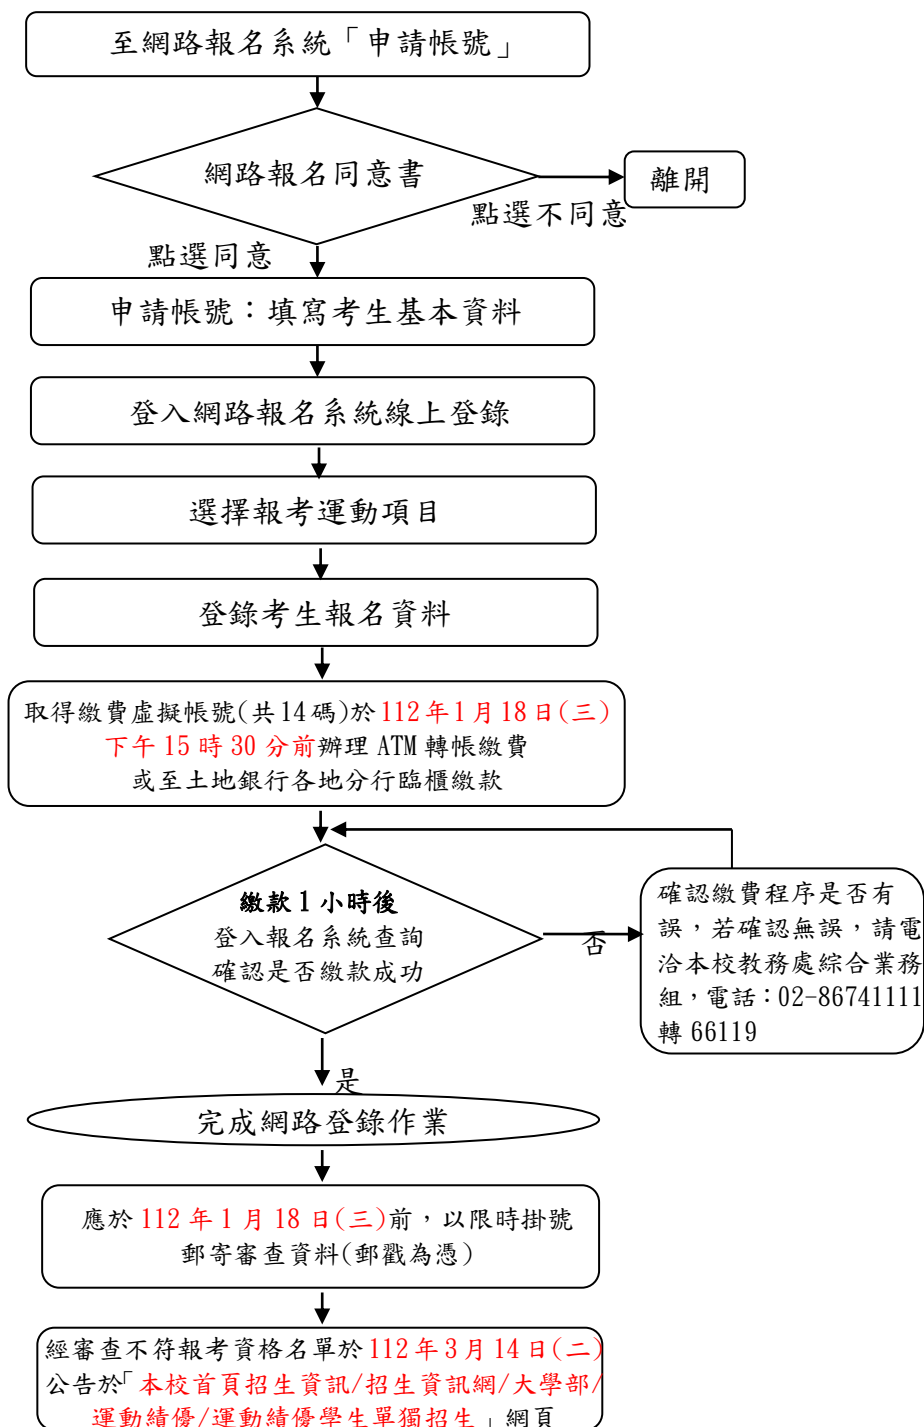 至網路報名系統「申請帳號」
網路報名同意書
離開
點選不同意
點選同意
申請帳號：填寫考生基本資料
登入網路報名系統線上登錄
選擇報考運動項目
登錄考生報名資料
取得繳費虛擬帳號(共14碼)於112年1月18日(三)
下午15時30分前辦理ATM轉帳繳費
或至土地銀行各地分行臨櫃繳款
繳款1小時後
登入報名系統查詢
確認是否繳款成功
否
確認繳費程序是否有
誤，若確認無誤，請電
洽本校教務處綜合業務
組，電話：02-86741111
轉66119
是
完成網路登錄作業
應於112年1月18日(三)前，以限時掛號
郵寄審查資料(郵戳為憑)
經審查不符報考資格名單於112年3月14日(二)
公告於「本校首頁招生資訊/招生資訊網/大學部/
運動績優/運動績優學生單獨招生」網頁